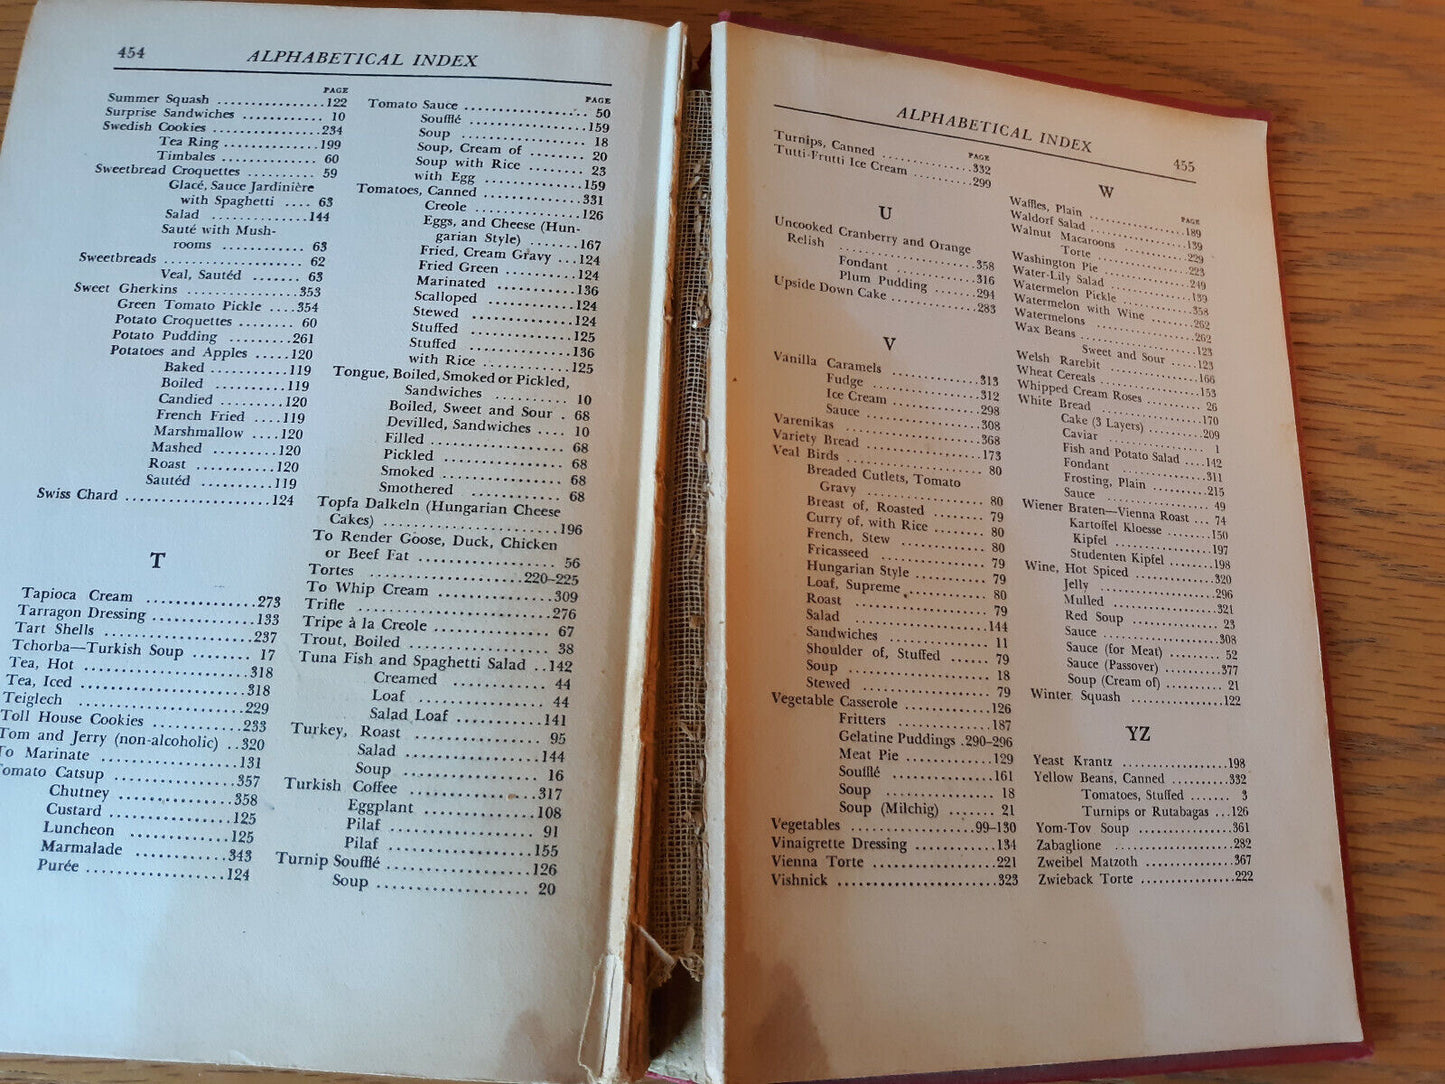 454 ALPHABETICAL INDEX
PAGE
Summer Squash ................122
Surprise Sandwiches ............ 10
Swedish Cookies ................234
Tea Ring ................199
Timbales .............. 60
Sweetbread Croquettes .......... 59
Glacé, Sauce Jardinière
with Spaghetti .... 63
Salad ..............144
Sauté with Mush-
rooms ............ 63
Sweetbreads .................... 62
Veal, Sautéd ....... 63
Sweet Gherkins .................353
Green Tomato Pickle ....354
Potato Croquettes ........ 60
Potato Pudding ...........261
Potatoes and Apples .....120
Baked ...............119
Boiled ..............119
Candied .............120
French Fried ....119
Marshmallow ....120
Mashed .............120
Roast ..............120
Sautéd .............119
Swiss Chard .....................124
T
Tapioca Cream ................273
Tarragon Dressing ...............133
Tart Shells .....................237
Tchorba—Turkish Soup ......... 17
Tea, Hot .......................318
Tea, Iced ......................318
Teiglech .......................229
Toll House Cookies .............233
Tom and Jerry (non-alcoholic) ..320
To Marinate ...................131
Tomato Catsup .................357
Chutney ................358
Custard .................125
Luncheon ..............125
Marmalade .............343
Purée ...................124
PAGE
Tomato Sauce .................. 50
Soufflé ....................159
Soup .................. 18
Soup, Cream of ........ 20
Soup with Rice ......... 23
with Egg ...............159
Tomatoes, Canned ...............331
Creole .................126
Eggs, and Cheese (Hun-
garian Style) .......167
Fried, Cream Gravy ...124
Fried Green ............124
Marinated ..............136
Scalloped ..............124
Stewed .................124
Stuffed .................125
Stuffed .................136
with Rice ..............125
Tongue, Boiled, Smoked or Pickled,
Sandwiches .......... 10
Boiled, Sweet and Sour . 68
Devilled, Sandwiches .... 10
Filled ................... 68
Pickled .................. 68
Smoked .................. 68
Smothered ............... 68
Topfa Dalkeln (Hungarian Cheese
Cakes) .........................196
To Render Goose, Duck, Chicken
or Beef Fat .................... 56
Tortes .....................220–225
To Whip Cream .................309
Trifle ..........................276
Tripe à la Creole ................ 67
Trout, Boiled ................... 38
Tuna Fish and Spaghetti Salad ..142
Creamed .............. 44
Loaf ................... 44
Salad Loaf .............141
Turkey, Roast .................. 95
Salad ....................144
Soup ..................... 16
Turkish Coffee ..................317
Eggplant .................108
Pilaf ..................... 91
Pilaf .....................155
Turnip Soufflé ..................126
Soup ..................... 20
ALPHABETICAL INDEX 455
PAGE
Turnips, Canned ...............332
Tutti-Frutti Ice Cream ..........299
U
Uncooked Cranberry and Orange
Relish ....................358
Fondant ...............316
Plum Pudding .........294
Upside Down Cake ..............283
V
Vanilla Caramels ...............313
Fudge ..................312
Ice Cream ..............298
Sauce ..................308
Varenikas ......................368
Variety Bread ..................173
Veal Birds ..................... 80
Breaded Cutlets, Tomato
Gravy ................... 80
Breast of, Roasted ......... 79
Curry of, with Rice ........ 80
French, Stew ............... 80
Fricasseed .................. 79
Hungarian Style ............ 79
Loaf, Supreme .............. 80
Roast ...................... 79
Salad ......................144
Sandwiches ................. 11
Shoulder of, Stuffed ...... 79
Soup ....................... 18
Stewed ..................... 79
Vegetable Casserole .............126
Fritters ...............187
Gelatine Puddings .290–296
Meat Pie ..............129
Soufflé ...............161
Soup .................. 18
Soup (Milchig) ....... 21
Vegetables .................99–130
Vinaigrette Dressing ............134
Vienna Torte ...................221
Vishnick .......................323
W
PAGE
Waffles, Plain .................189
Waldorf Salad .................139
Walnut Macaroons .............229
Torte .................223
Washington Pie ................249
Water-Lily Salad ...............139
Watermelon Pickle .............358
Watermelon with Wine .........262
Watermelons ..................262
Wax Beans ....................123
Sweet and Sour .....123
Welsh Rarebit .................166
Wheat Cereals .................153
Whipped Cream Roses ......... 26
White Bread ..................170
Cake (3 Layers) .........209
Caviar .................. 1
Fish and Potato Salad ....142
Fondant ................311
Frosting, Plain ..........215
Sauce .................. 49
Wiener Braten—Vienna Roast ... 74
Kartoffel Kloesse ......150
Kipfel .................197
Studenten Kipfel .......198
Wine, Hot Spiced ..............320
Jelly ....................296
Mulled ..................321
Red Soup ............... 23
Sauce ...................308
Sauce (for Meat) ......... 52
Sauce (Passover) .........377
Soup (Cream of) ......... 21
Winter Squash .................122
YZ
Yeast Krantz ..................198
Yellow Beans, Canned ..........332
Tomatoes, Stuffed ....... 3
Turnips or Rutabagas ...126
Yom-Tov Soup .................361
Zabaglione ....................282
Zweibel Matzoth ...............367
Zwieback Torte ................222